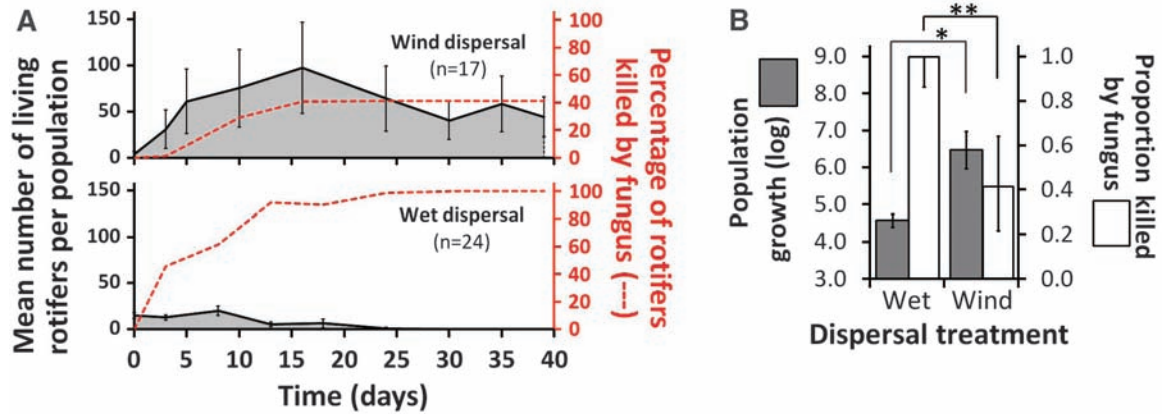 A
Mean number of living
rotifers per population
150
100
50
0
Wind dispersal
(n=17)
100
80
60
40
20
0
150
100
50
0
Wet dispersal
(n=24)
100
80
60
40
20
0
0 5 10 15 20 25 30 35 40
Time (days)
Percentage of rotifers
killed by fungus (---)
B
Population
growth (log)
9.0
8.0
7.0
6.0
5.0
4.0
3.0
**
*
1.0
0.8
0.6
0.4
0.2
0.0
Proportion killed
by fungus
Wet Wind
Dispersal treatment